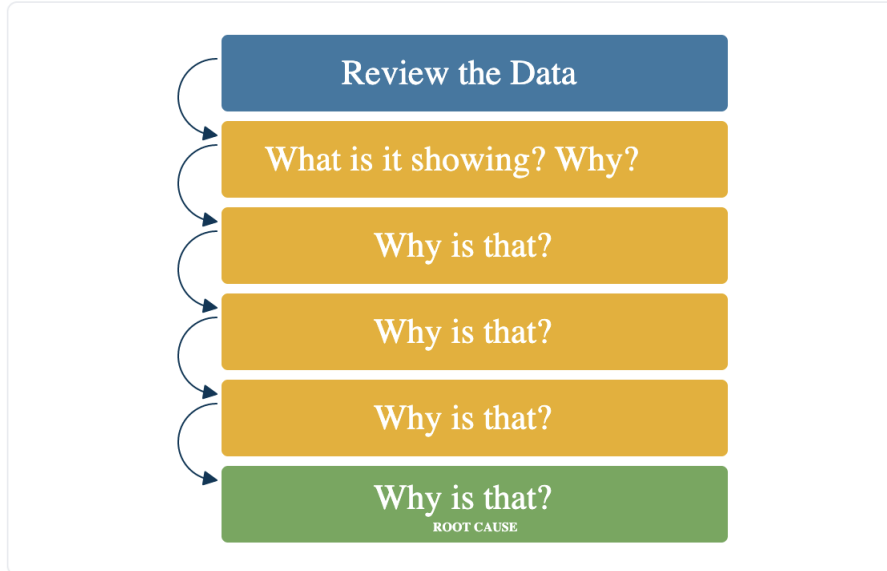 Review the Data
What is it showing? Why?
Why is that?
Why is that?
Why is that?
Why is that?
ROOT CAUSE